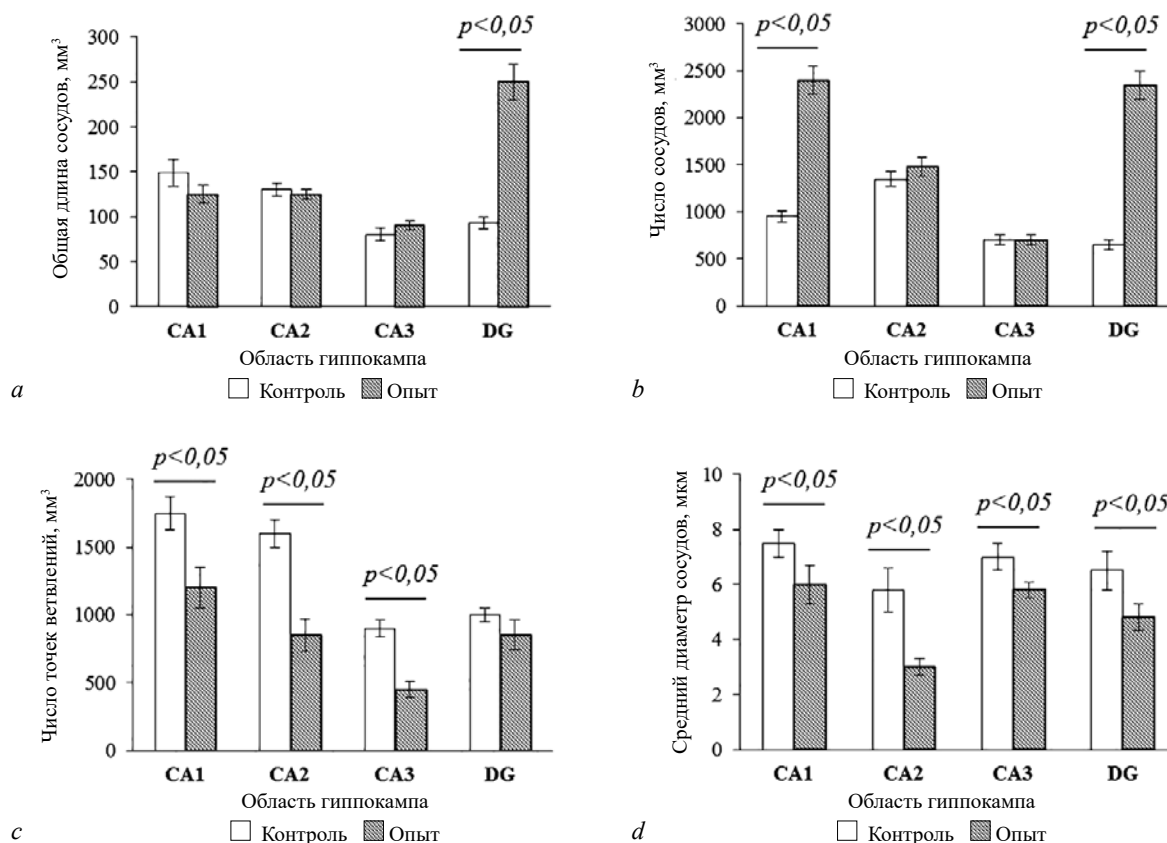 p<0,05
300
250
200
150
100
50
0
Общая длина сосудов, мм³
CA1 CA2 CA3 DG
Область гиппокампа
a
Контроль Опыт
p<0,05 p<0,05
3000
2500
2000
1500
1000
500
0
Число сосудов, мм³
CA1 CA2 CA3 DG
Область гиппокампа
b
Контроль Опыт
p<0,05
p<0,05
p<0,05
2000
1500
1000
500
0
Число точек ветвлений, мм³
CA1 CA2 CA3 DG
Область гиппокампа
c
Контроль Опыт
p<0,05
p<0,05
p<0,05
p<0,05
10
8
6
4
2
0
Средний диаметр сосудов, мкм
CA1 CA2 CA3 DG
Область гиппокампа
d
Контроль Опыт